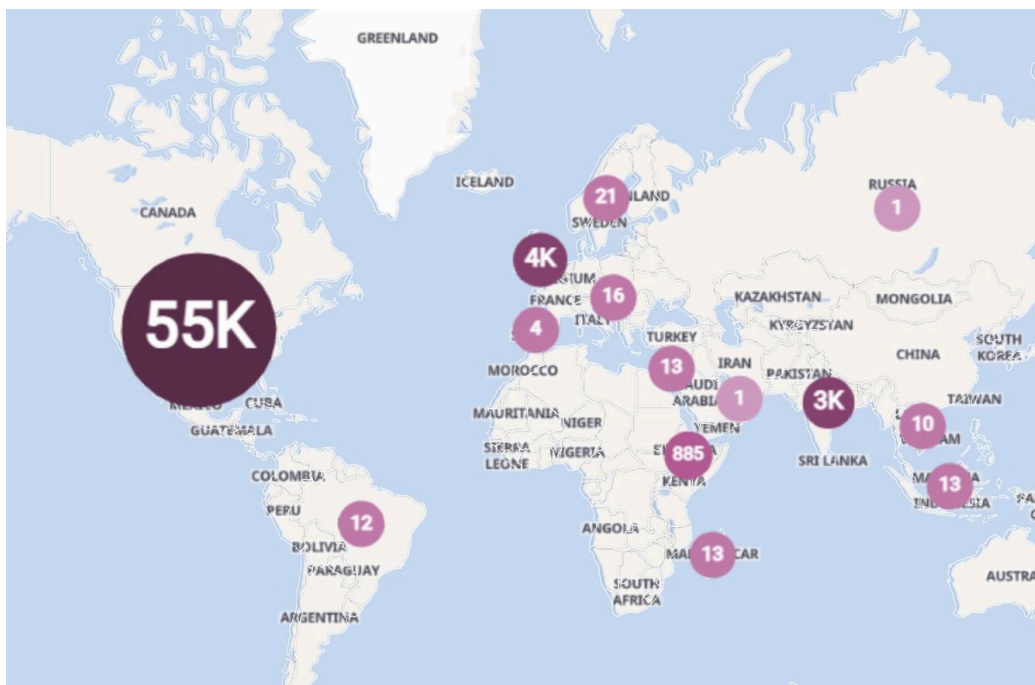 GREENLAND
ICELAND
RUSSIA
1
CANADA
21
SWEDEN
4K
FRANCE
16
ITALY
KAZAKHSTAN
MONGOLIA
KYRGYZSTAN
55K
4
TURKEY
SOUTH
KOREA
CHINA
IRAN
MOROCCO
13
PAKISTAN
1
3K
TAIWAN
MEXICO
CUBA
MAURITANIA
NIGER
YEMEN
10
GUATEMALA
SIERRA
LEONE
NIGERIA
885
KENYA
SRI LANKA
COLOMBIA
13
PERU
12
ANGOLA
BOLIVIA
13
PARAGUAY
SOUTH
AFRICA
ARGENTINA